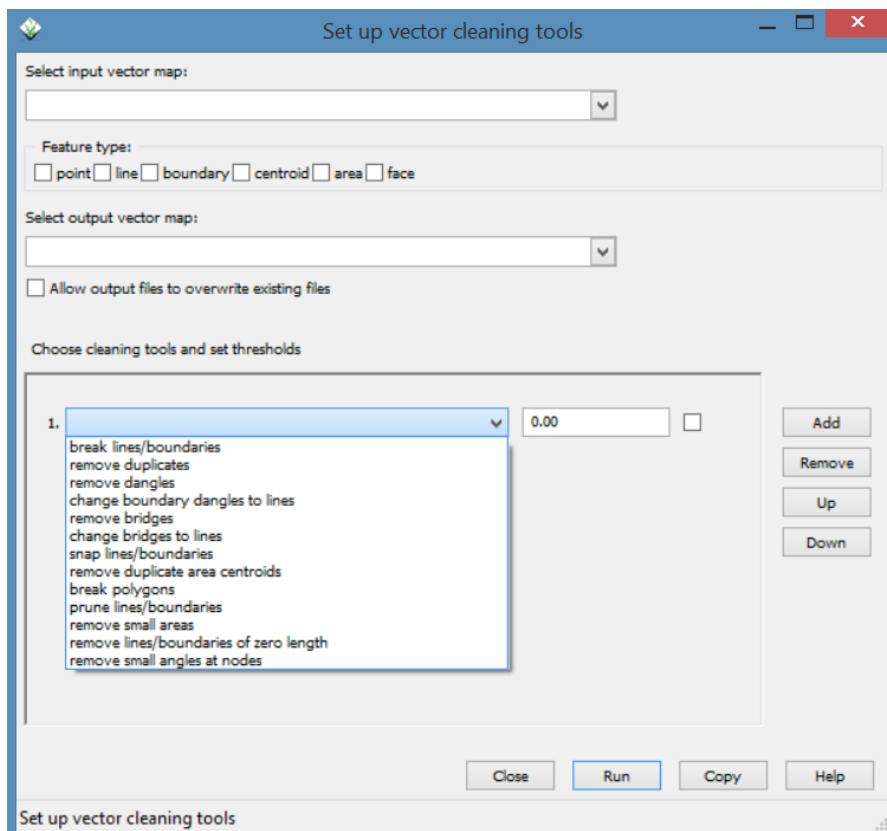 Set up vector cleaning tools
Select input vector map:
Feature type:
point line boundary centroid area face
Select output vector map:
Allow output files to overwrite existing files
Choose cleaning tools and set thresholds
1. 0.00 Add
break lines/boundaries
remove duplicates
Remove
remove dangles
change boundary dangles to lines
Up
remove bridges
change bridges to lines
Down
snap lines/boundaries
remove duplicate area centroids
break polygons
prune lines/boundaries
remove small areas
remove lines/boundaries of zero length
remove small angles at nodes
Close Run Copy Help
Set up vector cleaning tools